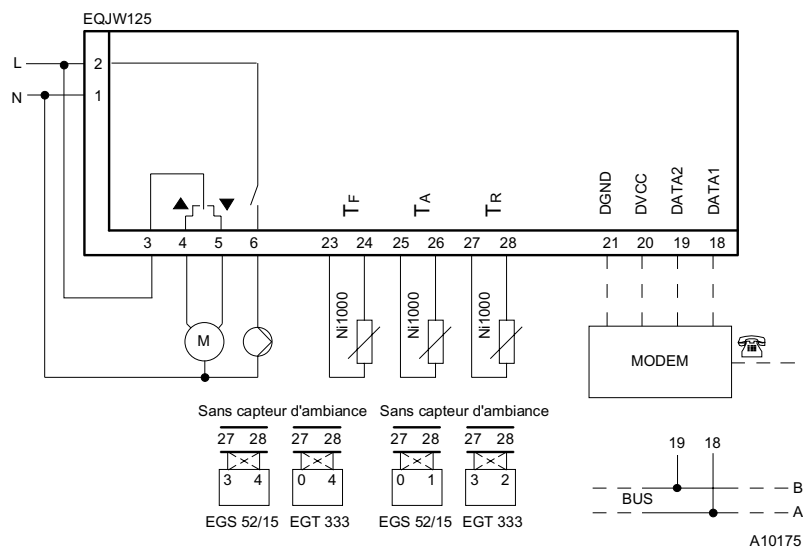 EQJW125
L
2
N
1
TF TA TR DGND DVCC DATA2 DATA1
3 4 5 6 23 24 25 26 27 28 21 20 19 18
Ni1000 Ni1000 Ni1000
M
MODEM
Sans capteur d'ambiance Sans capteur d'ambiance
27 28 27 28 27 28 27 28
x x x x
3 4 0 4 0 1 3 2
EGS 52/15 EGT 333 EGS 52/15 EGT 333
19 18
B
BUS
A
A10175